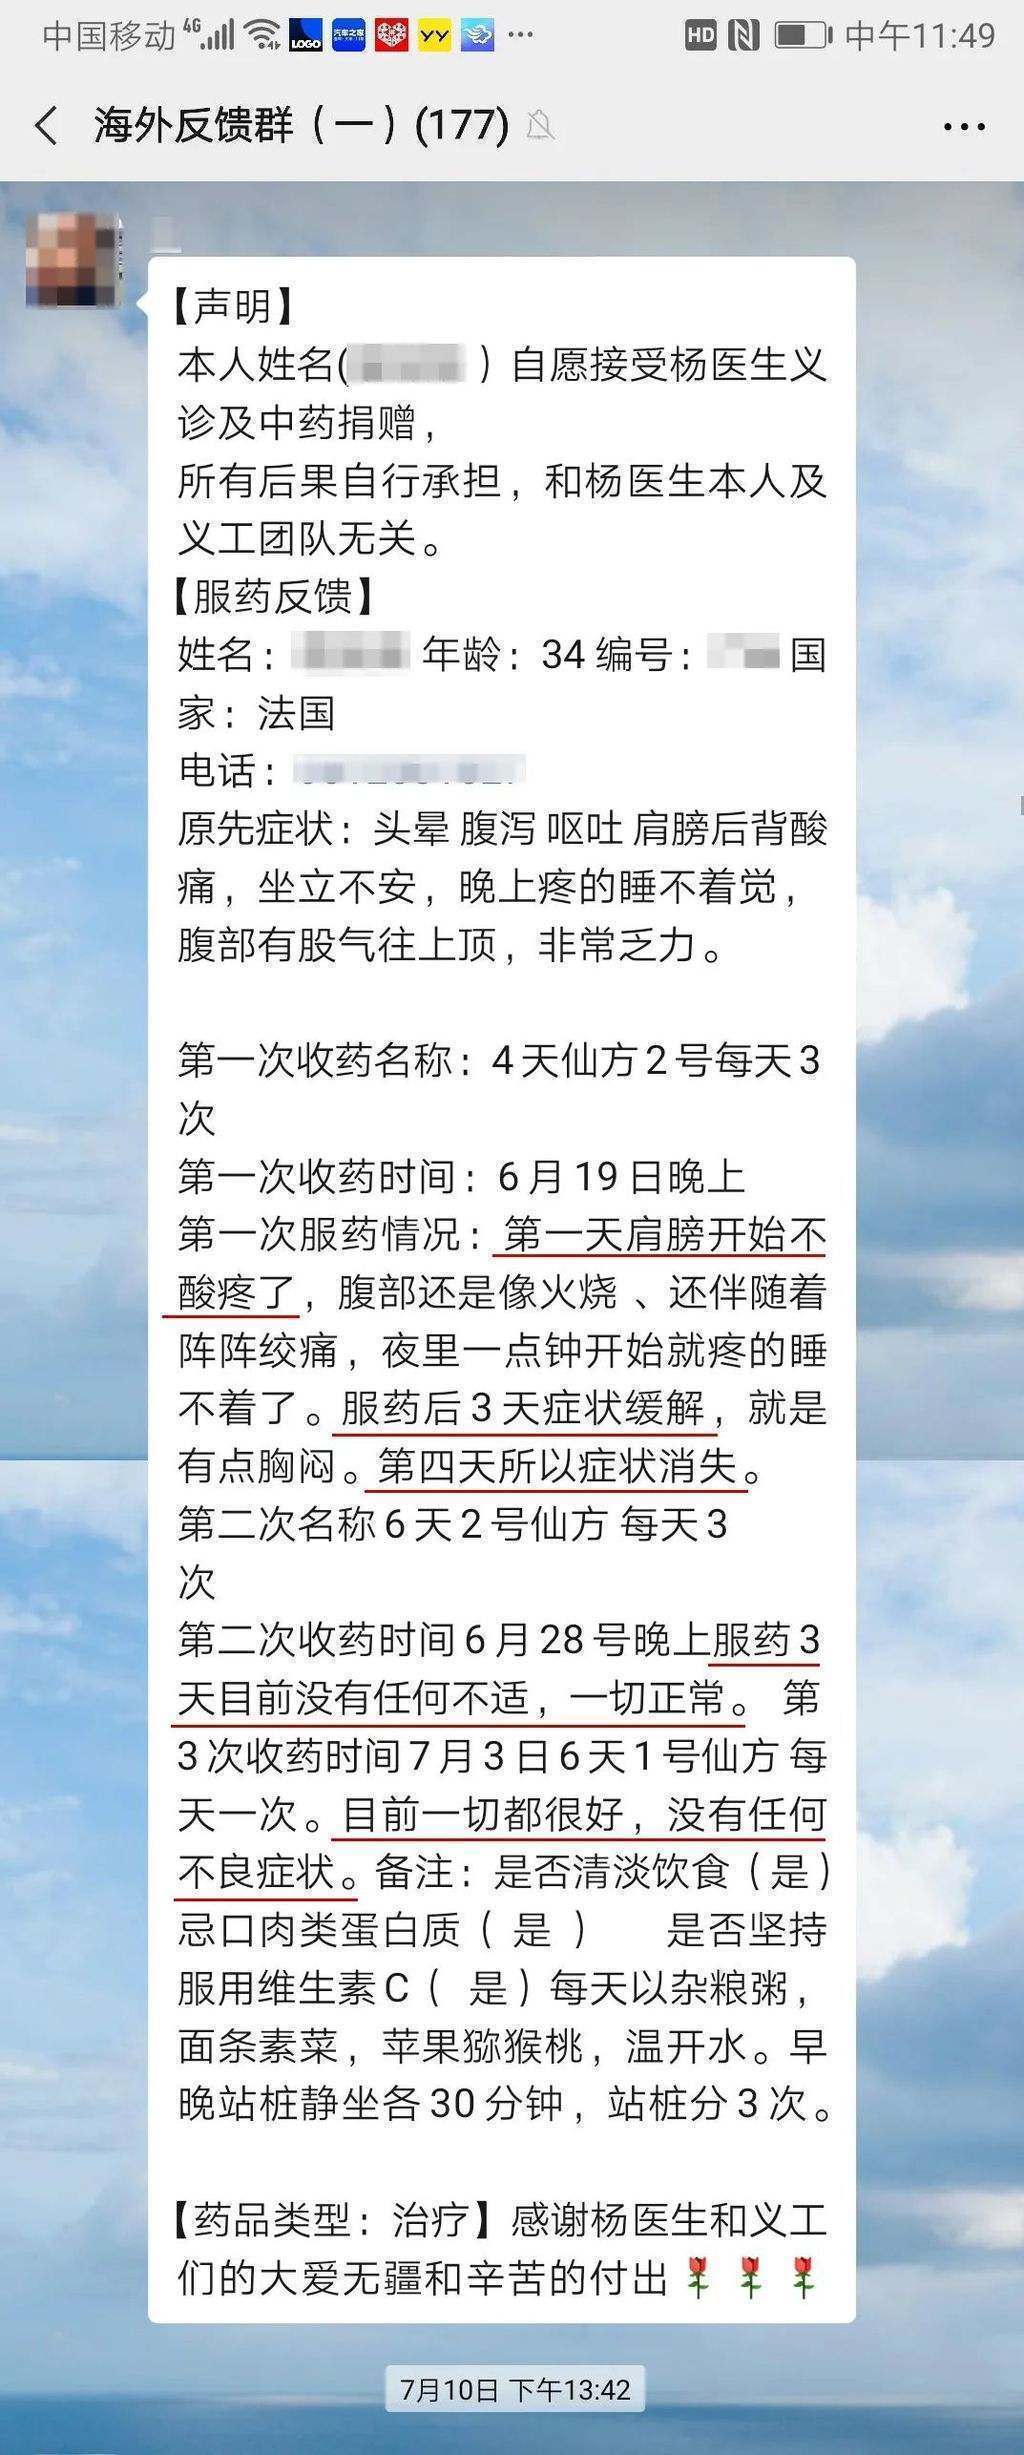 中国移动 4G LOGO 汽车之家 YY ... HD 中午11:49
海外反馈群（一）(177)
【声明】
本人姓名( ）自愿接受杨医生义
诊及中药捐赠，
所有后果自行承担，和杨医生本人及
义工团队无关。
【服药反馈】
姓名： 年龄：34 编号： 国
家：法国
电话：
原先症状：头晕 腹泻 呕吐 肩膀后背酸
痛，坐立不安，晚上疼的睡不着觉，
腹部有股气往上顶，非常乏力。
第一次收药名称：4天仙方2号每天3
次
第一次收药时间：6月19日晚上
第一次服药情况：第一天肩膀开始不
酸疼了，腹部还是像火烧 、还伴随着
阵阵绞痛，夜里一点钟开始就疼的睡
不着了。服药后3天症状缓解，就是
有点胸闷。第四天所以症状消失。
第二次名称6天2号仙方 每天3
次
第二次收药时间6月28号晚上服药3
天目前没有任何不适，一切正常。 第
3次收药时间7月3日6天1号仙方 每
天一次。目前一切都很好，没有任何
不良症状。备注：是否清淡饮食（是）
忌口肉类蛋白质（ 是 ） 是否坚持
服用维生素C（ 是）每天以杂粮粥，
面条素菜，苹果猕猴桃，温开水。早
晚站桩静坐各30分钟，站桩分3次。
【药品类型：治疗】感谢杨医生和义工
们的大爱无疆和辛苦的付出🌹🌹🌹
7月10日 下午13:42